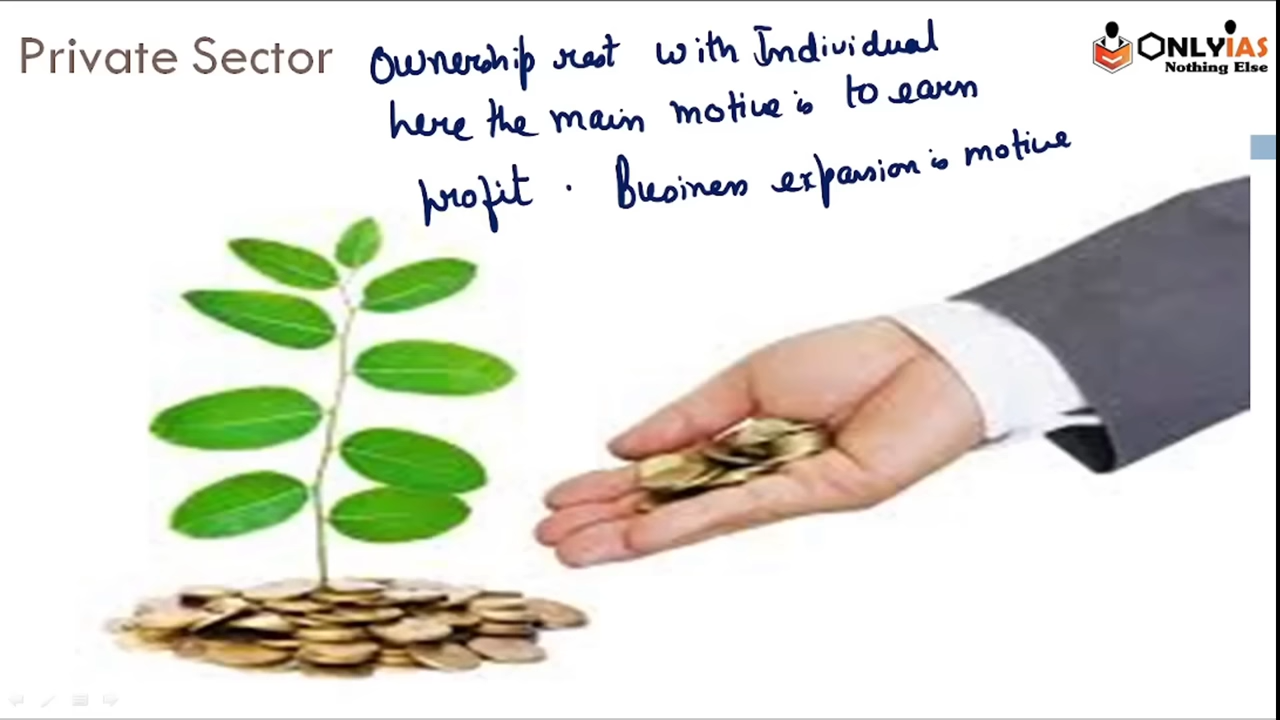 Private Sector
Ownership rest with Individual
here the main motive is to earn
profit . Business expansion is motive
ONLYIAS
Nothing Else